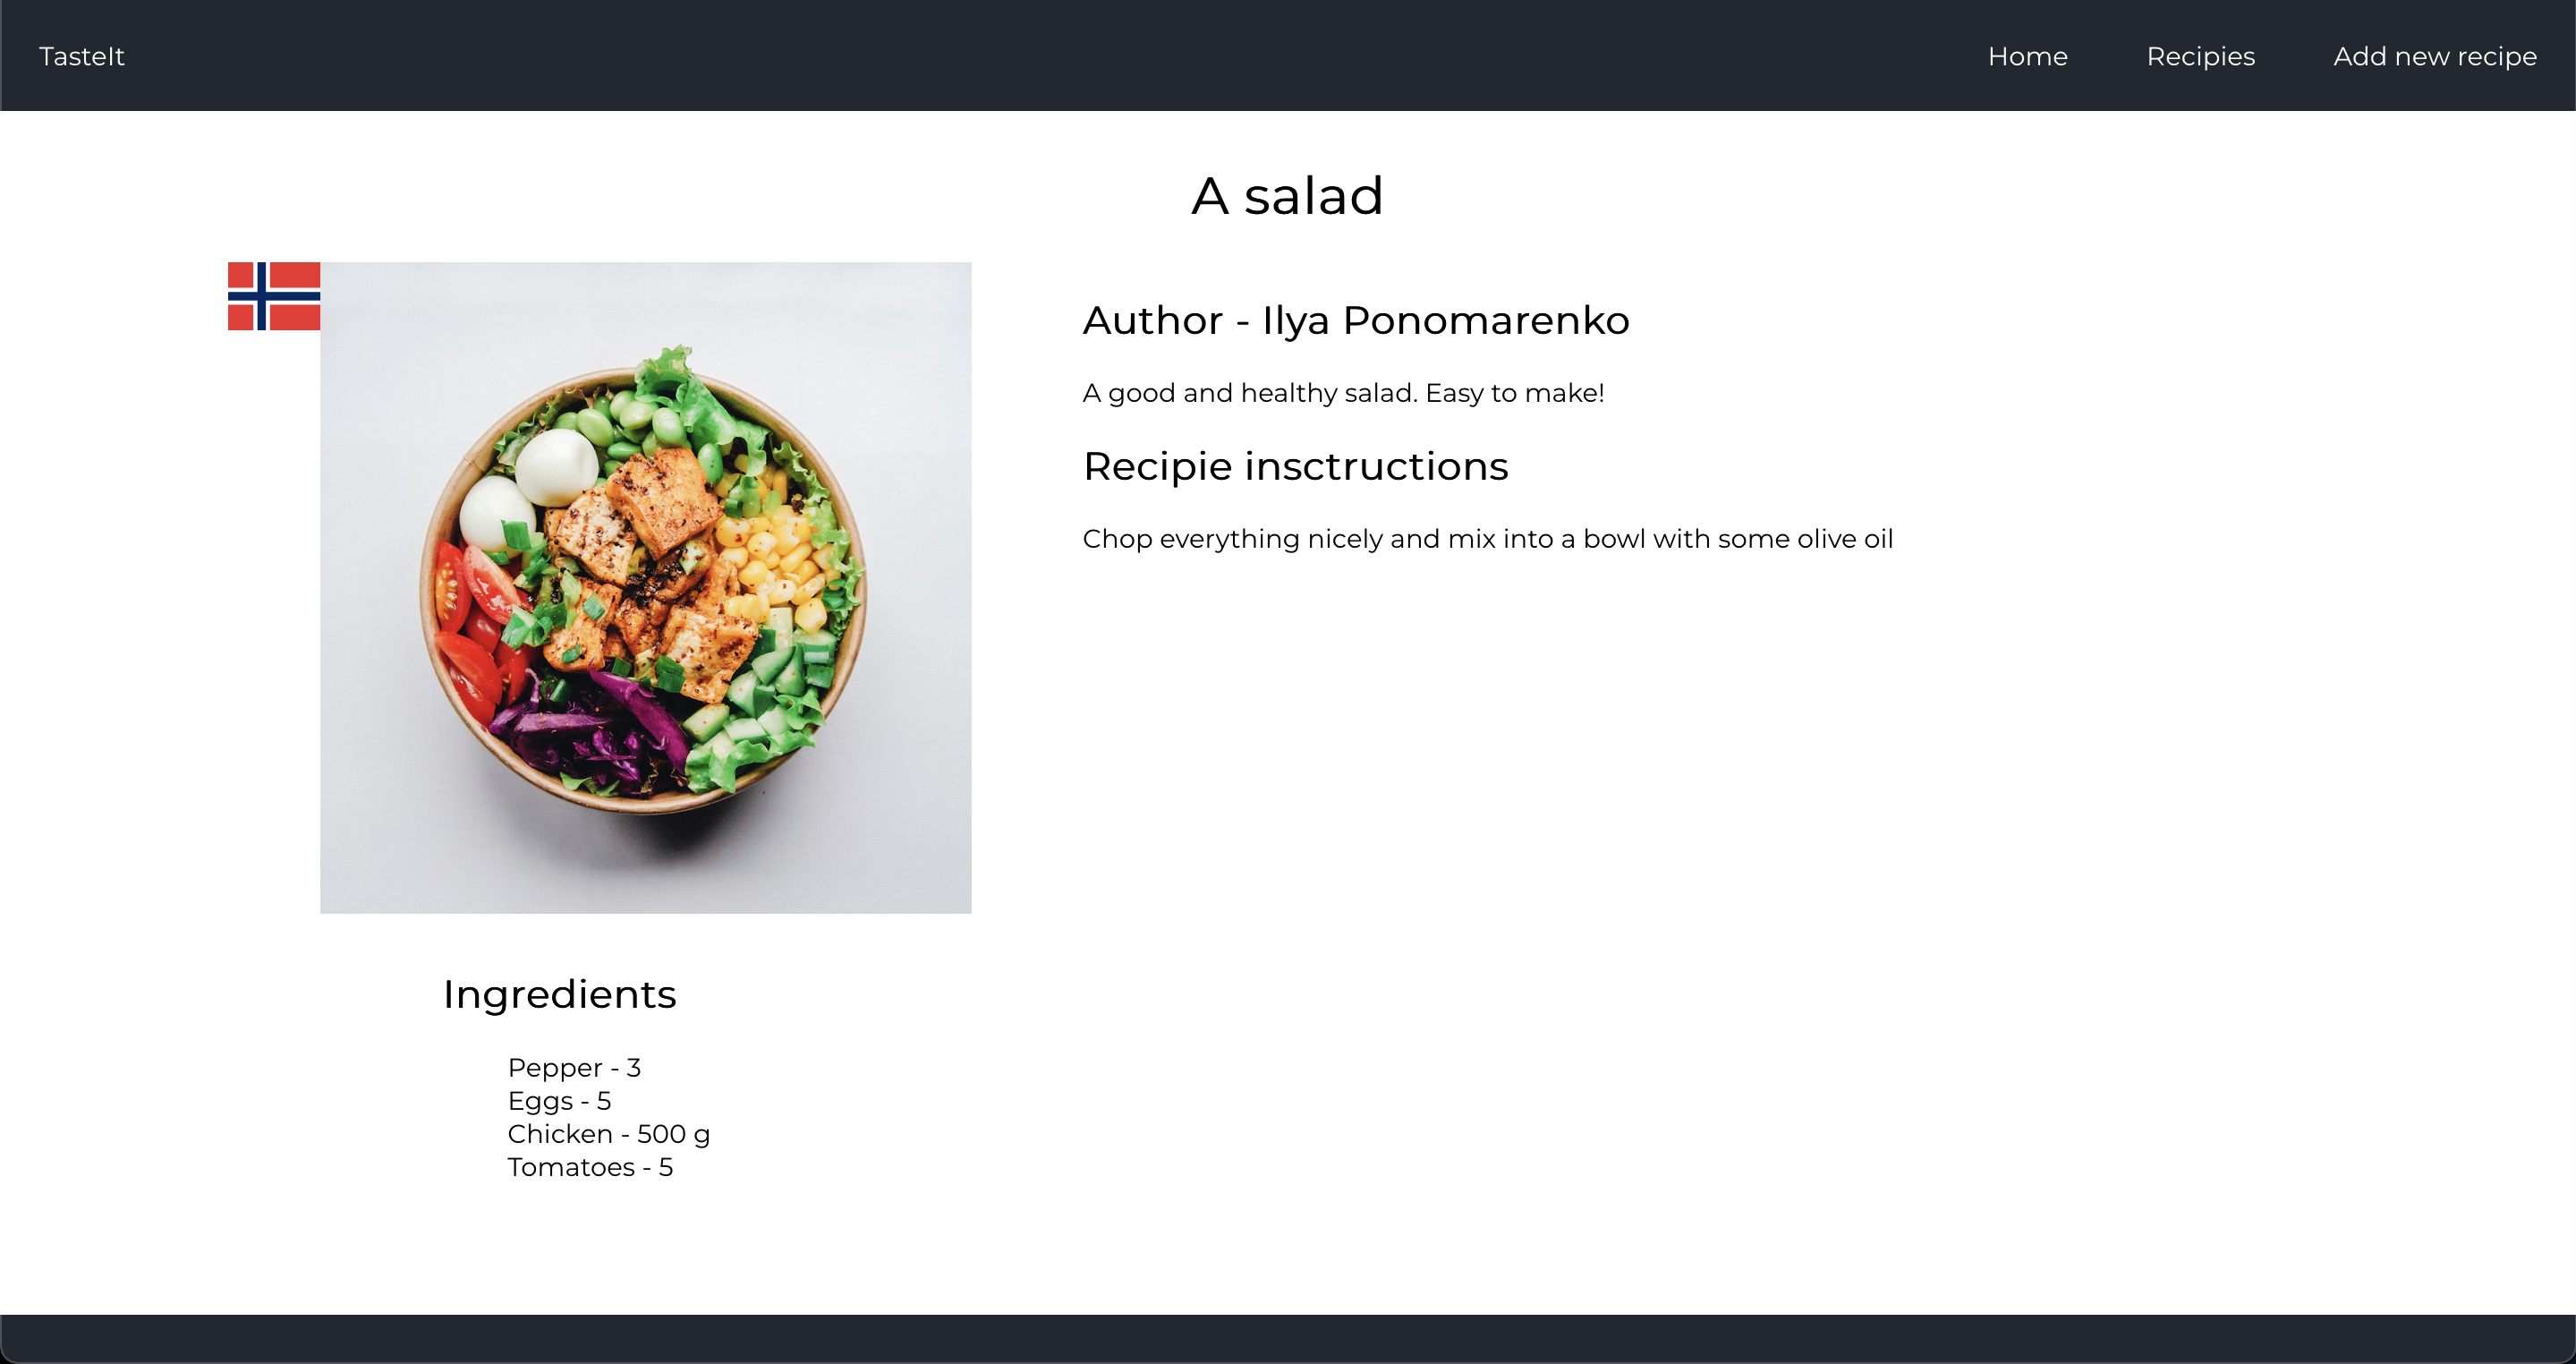 TasteIt
Home
Recipies
Add new recipe
A salad
Author - Ilya Ponomarenko
A good and healthy salad. Easy to make!
Recipie insctructions
Chop everything nicely and mix into a bowl with some olive oil
Ingredients
Pepper - 3
Eggs - 5
Chicken - 500 g
Tomatoes - 5